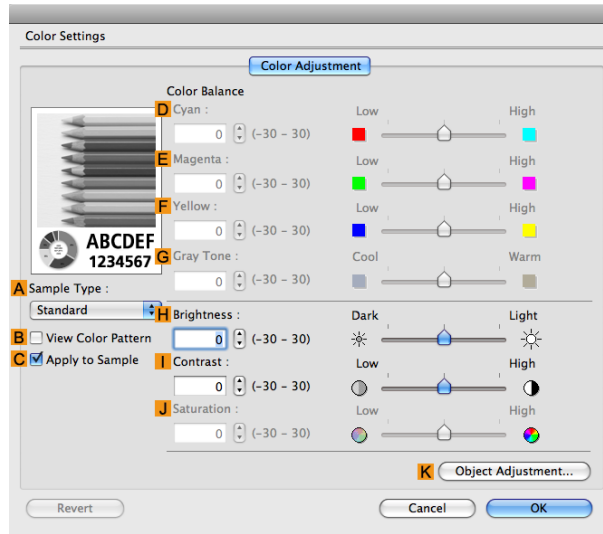 Color Settings
Color Adjustment
Color Balance
D Cyan : Low High
0 (-30 – 30)
E Magenta : Low High
0 (-30 – 30)
F Yellow : Low High
0 (-30 – 30)
G Gray Tone : Cool Warm
0 (-30 – 30)
ABCDEF
1234567
A Sample Type :
Standard
B View Color Pattern
C Apply to Sample
H Brightness : Dark Light
0 (-30 – 30)
I Contrast : Low High
0 (-30 – 30)
J Saturation : Low High
0 (-30 – 30)
K Object Adjustment...
Revert Cancel OK